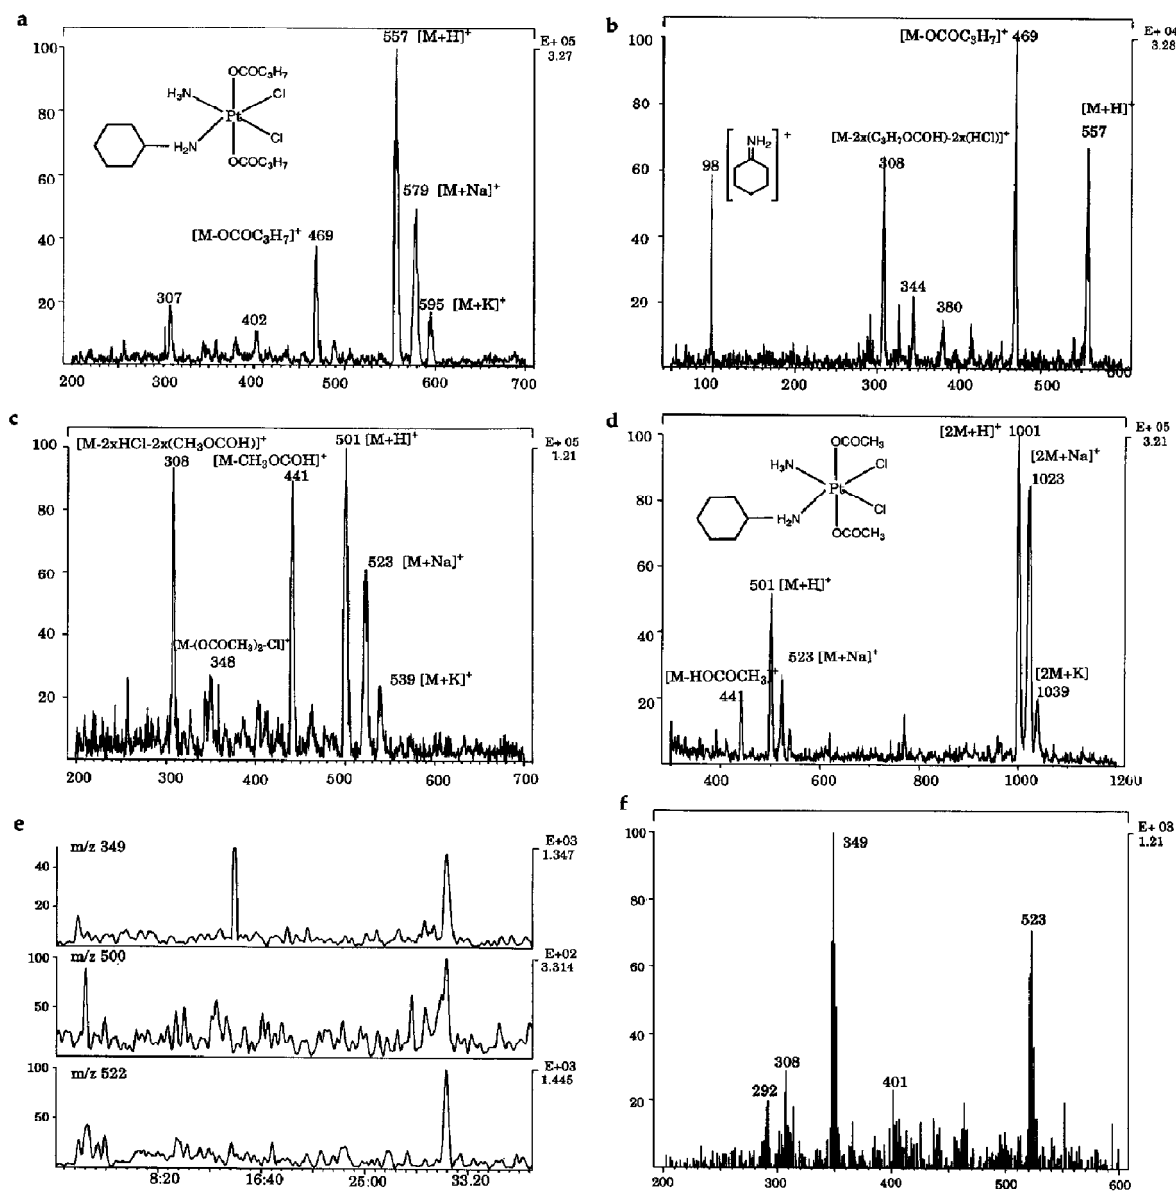 a
557 [M+H]⁺
E+05
3.27
100
80
60
40
20
OCOC₃H₇
H₃N
Cl
Pt
Cl
H₂N
OCOC₃H₇
579 [M+Na]⁺
[M-OCOC₃H₇]⁺ 469
595 [M+K]⁺
307
402
200 300 400 500 600 700
b
[M-OCOC₃H₇]⁺ 469
E+04
3.28
100
80
60
40
20
[M+H]⁺
557
[M-2x(C₃H₇OCOH)-2x(HCl)]⁺
308
98
NH₂
+
344
380
100 200 300 400 500 600
c
[M-2xHCl-2x(CH₃OCOH)]⁺
308
[M-CH₃OCOH]⁺
441
501 [M+H]⁺
E+05
1.21
100
80
60
40
20
523 [M+Na]⁺
[M-(OCOCH₃)₂-Cl]⁺
348
539 [M+K]⁺
200 300 400 500 600 700
d
[2M+H]⁺ 1001
E+05
3.21
100
80
60
40
20
OCOCH₃
H₃N
Cl
Pt
Cl
H₂N
OCOCH₃
[2M+Na]⁺
1023
501 [M+H]⁺
523 [M+Na]⁺
[M-HOCOCH₃]⁺
441
[2M+K]
1039
400 600 800 1000 1200
e
m/z 349
E+03
1.347
40
20
m/z 500
E+02
3.314
100
50
m/z 522
E+03
1.445
100
50
8:20 16:40 25:00 33.20
f
349
E+03
1.21
100
80
60
40
20
523
308
292
401
200 300 400 500 600